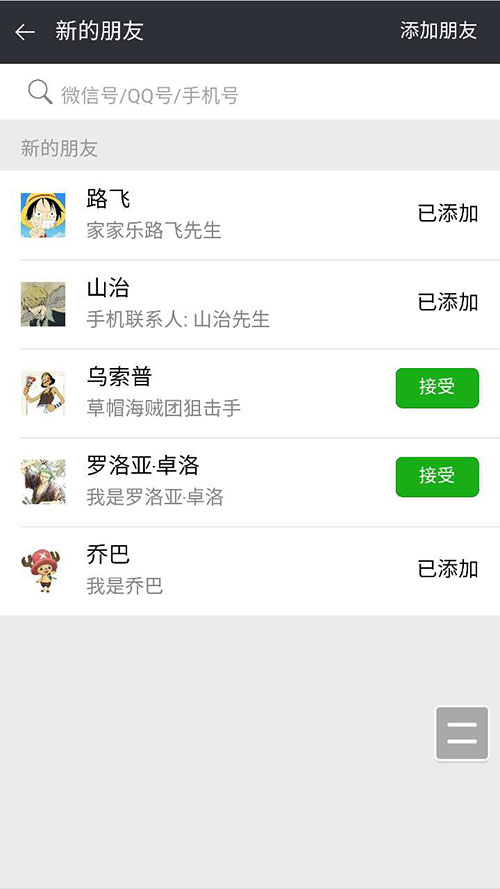 新的朋友 添加朋友
微信号/QQ号/手机号
新的朋友
路飞
家家乐路飞先生
已添加
山治
手机联系人: 山治先生
已添加
乌索普
草帽海贼团狙击手
接受
罗洛亚·卓洛
我是罗洛亚·卓洛
接受
乔巴
我是乔巴
已添加